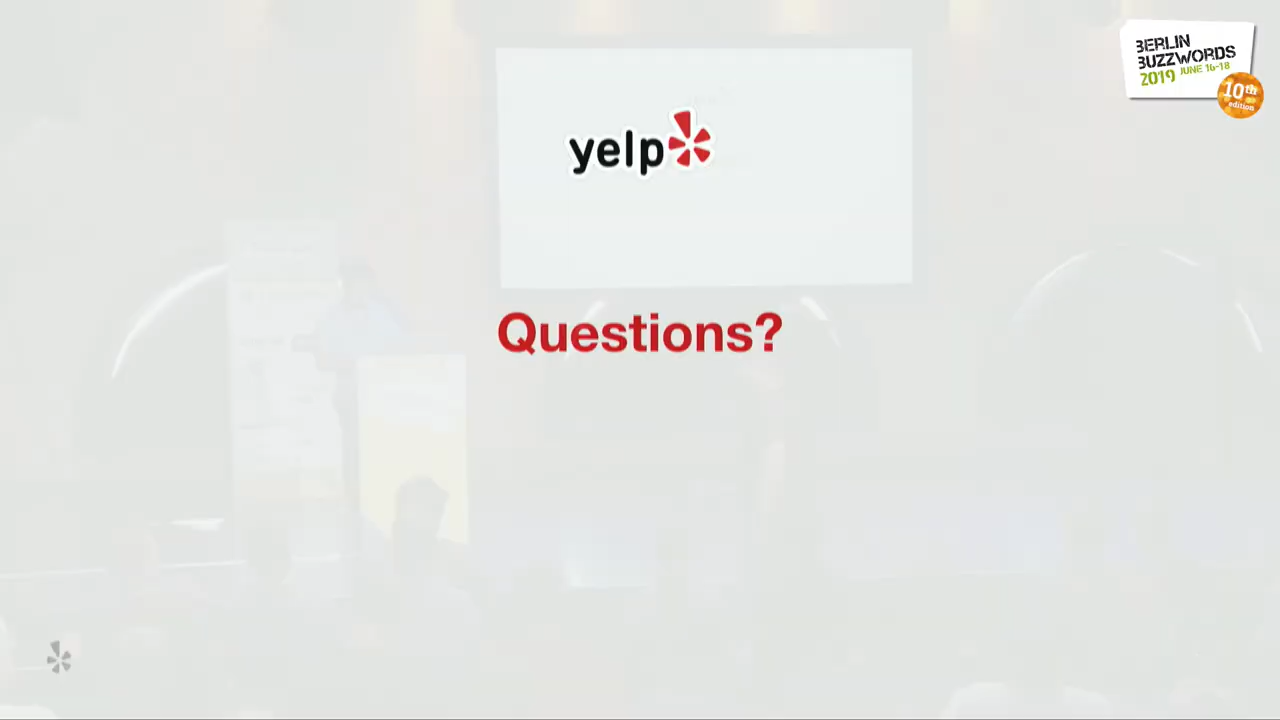 BERLIN
BUZZWORDS
2019 JUNE 16-18
10th
edition
yelp
Questions?